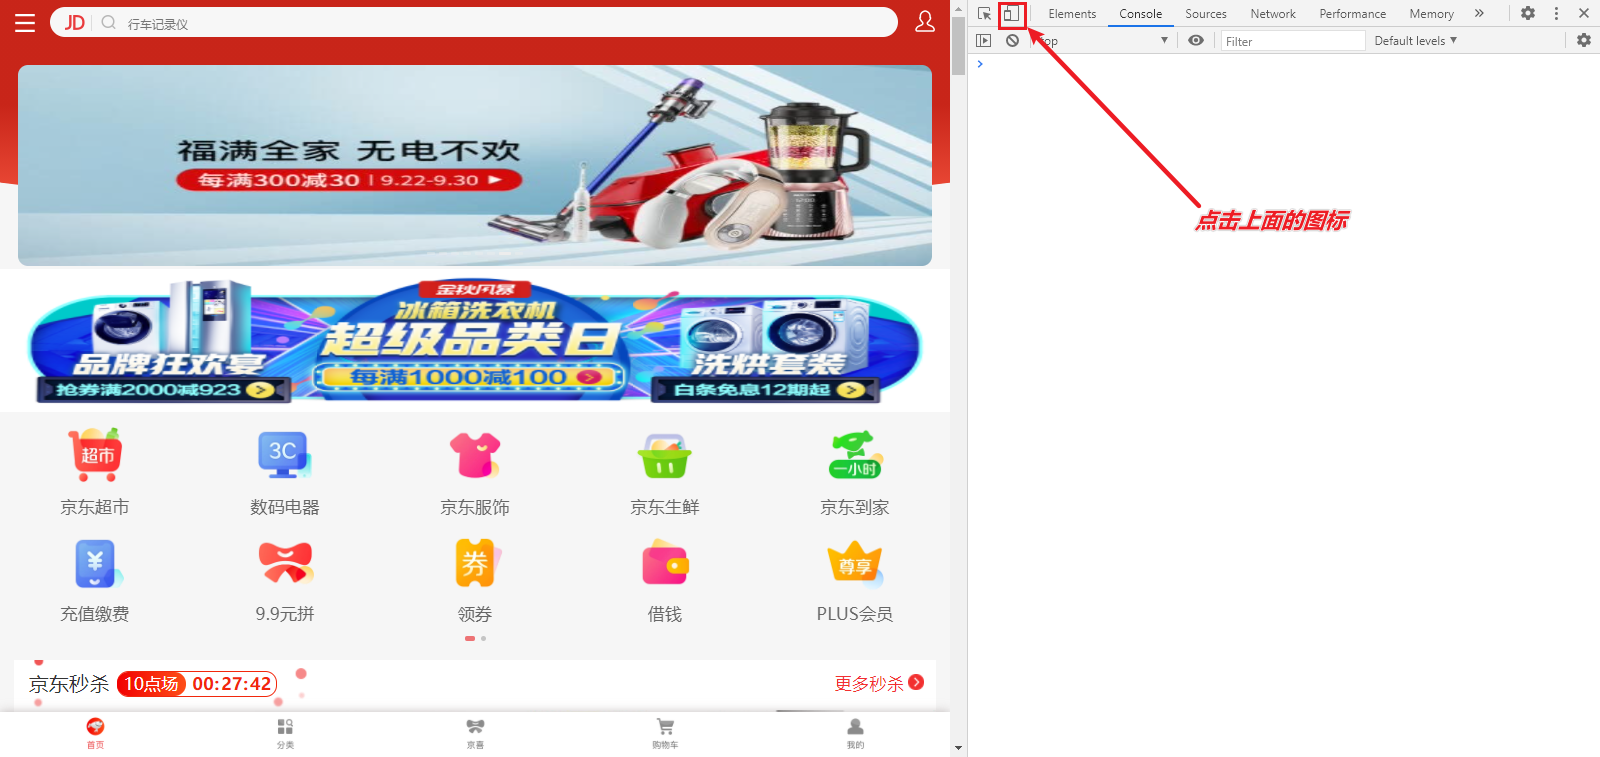 JD 行车记录仪
福满全家 无电不欢
每满300减30 | 9.22-9.30
金秋风暴
冰箱洗衣机
超级品类日
品牌狂欢宴
洗烘套装
抢券满2000减923
每满1000减100
白条免息12期起
超市
3C
一小时
京东超市
数码电器
京东服饰
京东生鲜
京东到家
¥
券
尊享
充值缴费
9.9元拼
领券
借钱
PLUS会员
京东秒杀 10点场 00:27:42
更多秒杀
首页
分类
京喜
购物车
我的
Elements Console Sources Network Performance Memory
top Filter Default levels
点击上面的图标